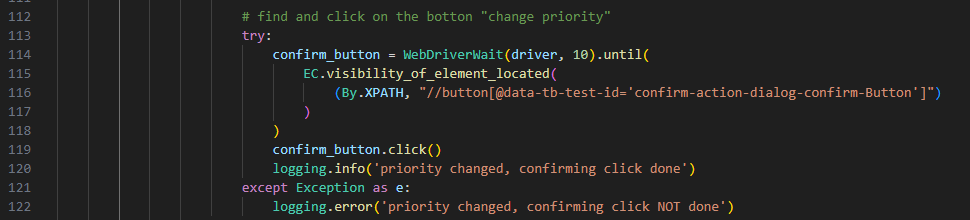 112 # find and click on the botton "change priority"
113 try:
114 confirm_button = WebDriverWait(driver, 10).until(
115 EC.visibility_of_element_located(
116 (By.XPATH, "//button[@data-tb-test-id='confirm-action-dialog-confirm-Button']")
117 )
118 )
119 confirm_button.click()
120 logging.info('priority changed, confirming click done')
121 except Exception as e:
122 logging.error('priority changed, confirming click NOT done')